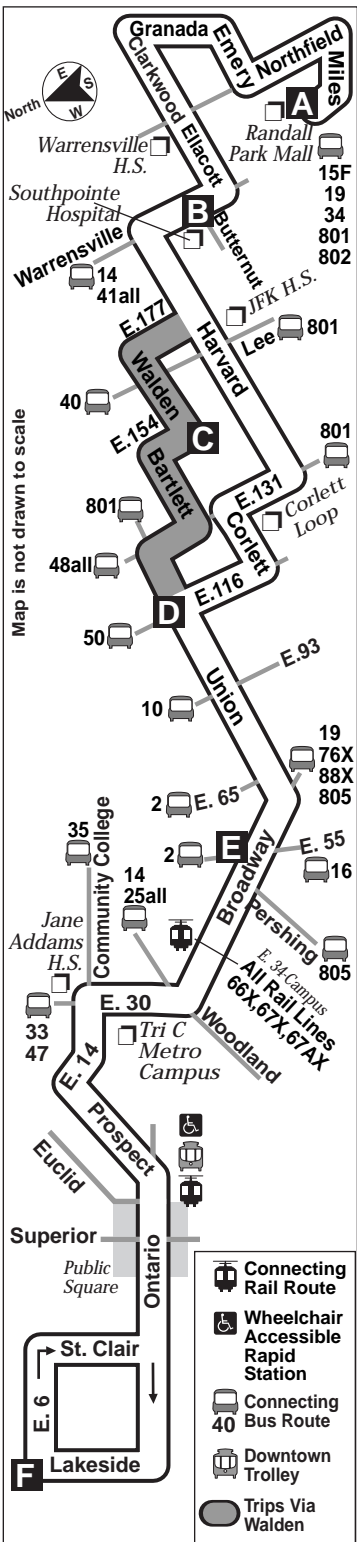 Granada
Emery
Northfield
Miles
Clarkwood
Ellacott
E
S
W
North
A
Randall
Park Mall
15F
19
34
801
802
Warrensville
H.S.
Southpointe
Hospital
B
Butternut
Warrensville
14
41all
JFK H.S.
E.177
Harvard
Lee
801
Walden
40
E.154
C
Bartlett
801
E.131
Corlett
Loop
Corlett
801
48all
Map is not drawn to scale
D
E.116
50
E.93
Union
10
19
76X
88X
805
2
E. 65
2
E
Broadway
E. 55
16
35
Community College
14
25all
Pershing
805
Jane
Addams
H.S.
E. 34-Campus
All Rail Lines
66X,67X,67AX
E. 30
Woodland
33
47
Tri C
Metro
Campus
E. 14
Prospect
Euclid
Superior
Public
Square
Ontario
St. Clair
E. 6
Lakeside
F
Connecting
Rail Route
Wheelchair
Accessible
Rapid
Station
Connecting
Bus Route
40
Downtown
Trolley
Trips Via
Walden